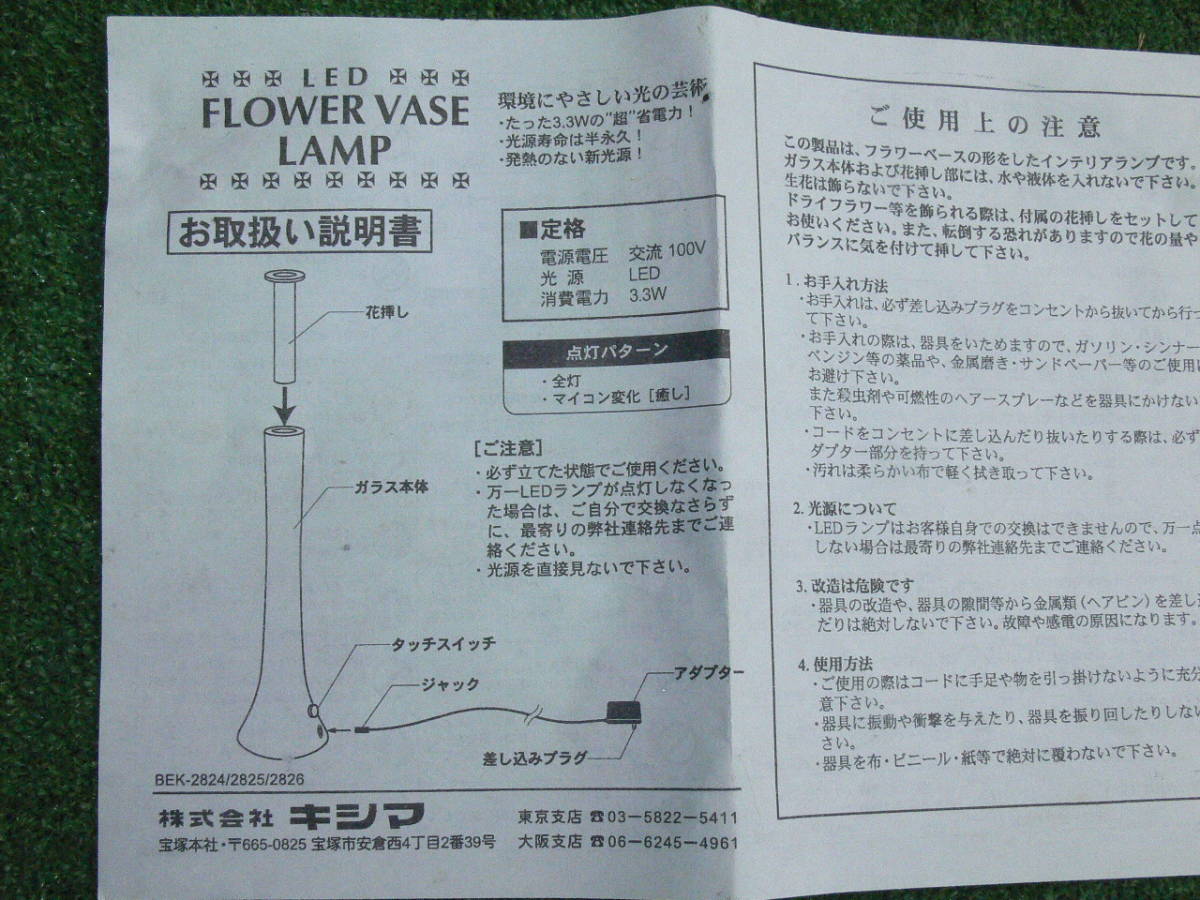 LED
FLOWER VASE
LAMP
お取扱い説明書
花挿し
ガラス本体
タッチスイッチ
ジャック
アダプター
差し込みプラグ
BEK-2824/2825/2826
環境にやさしい光の芸術
・たった3.3Wの"超"省電力！
・光源寿命は半永久！
・発熱のない新光源！
■定格
電源電圧 交流 100V
光 源 LED
消費電力 3.3W
点灯パターン
・全灯
・マイコン変化［癒し］
［ご注意］
・必ず立てた状態でご使用ください。
・万一LEDランプが点灯しなくなっ
た場合は、ご自分で交換なさらず
に、最寄りの弊社連絡先までご連
絡ください。
・光源を直接見ないで下さい。
株式会社 キシマ
宝塚本社・〒665-0825 宝塚市安倉西4丁目2番39号
東京支店 ☎03-5822-5411
大阪支店 ☎06-6245-4961
ご使用上の注意
この製品は、フラワーベースの形をしたインテリアランプです。
ガラス本体および花挿し部には、水や液体を入れないで下さい。
生花は飾らないで下さい。
ドライフラワー等を飾られる際は、付属の花挿しをセットして
お使いください。また、転倒する恐れがありますので花の量や
バランスに気を付けて挿して下さい。
1. お手入れ方法
・お手入れは、必ず差し込みプラグをコンセントから抜いてから行っ
て下さい。
・お手入れの際は、器具をいためますので、ガソリン・シンナー
ベンジン等の薬品や、金属磨き・サンドペーパー等のご使用は
お避け下さい。
また殺虫剤や可燃性のヘアースプレーなどを器具にかけない
下さい。
・コードをコンセントに差し込んだり抜いたりする際は、必ず
ダプター部分を持って下さい。
・汚れは柔らかい布で軽く拭き取って下さい。
2. 光源について
・LEDランプはお客様自身での交換はできませんので、万一点
しない場合は最寄りの弊社連絡先までご連絡ください。
3. 改造は危険です
・器具の改造や、器具の隙間等から金属類（ヘアピン）を差し
だりは絶対しないで下さい。故障や感電の原因になります。
4. 使用方法
・ご使用の際はコードに手足や物を引っ掛けないように充分
意下さい。
・器具に振動や衝撃を与えたり、器具を振り回したりしない
さい。
・器具を布・ビニール・紙等で絶対に覆わないで下さい。